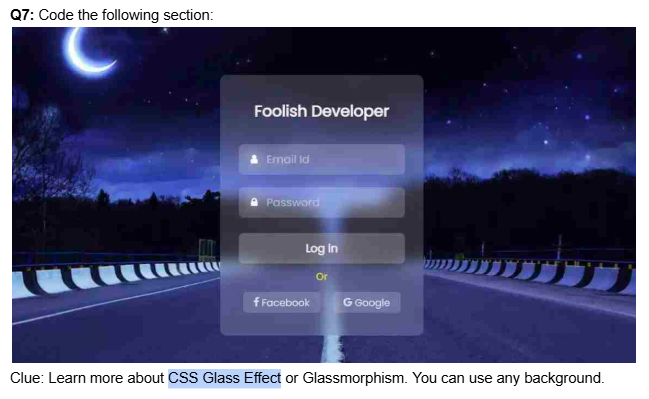 Q7: Code the following section:
Foolish Developer
Email Id
Password
Log in
Or
Facebook
Google
Clue: Learn more about CSS Glass Effect or Glassmorphism. You can use any background.